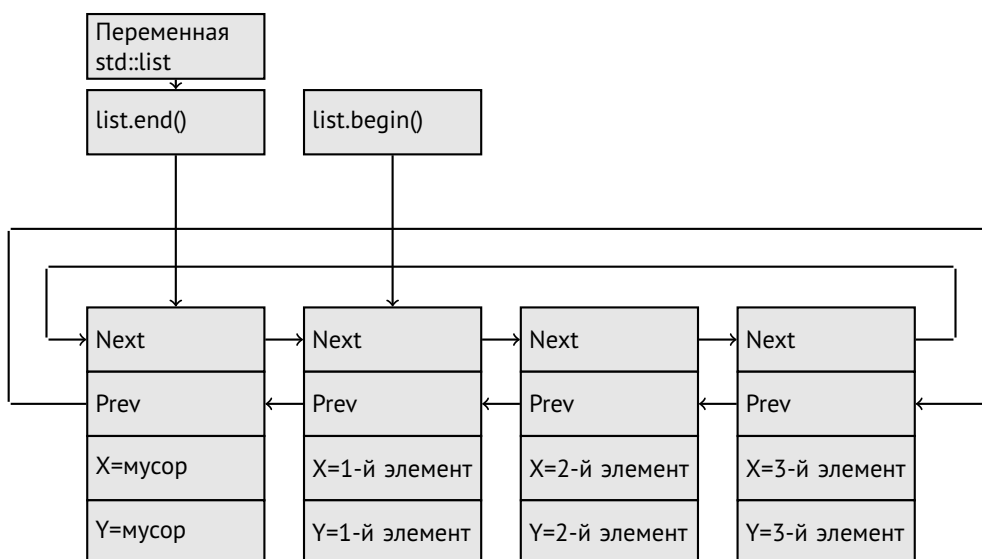 Переменная
std::list
list.end()
list.begin()
Next
Next
Next
Next
Prev
Prev
Prev
Prev
X=мусор
X=1-й элемент
X=2-й элемент
X=3-й элемент
Y=мусор
Y=1-й элемент
Y=2-й элемент
Y=3-й элемент